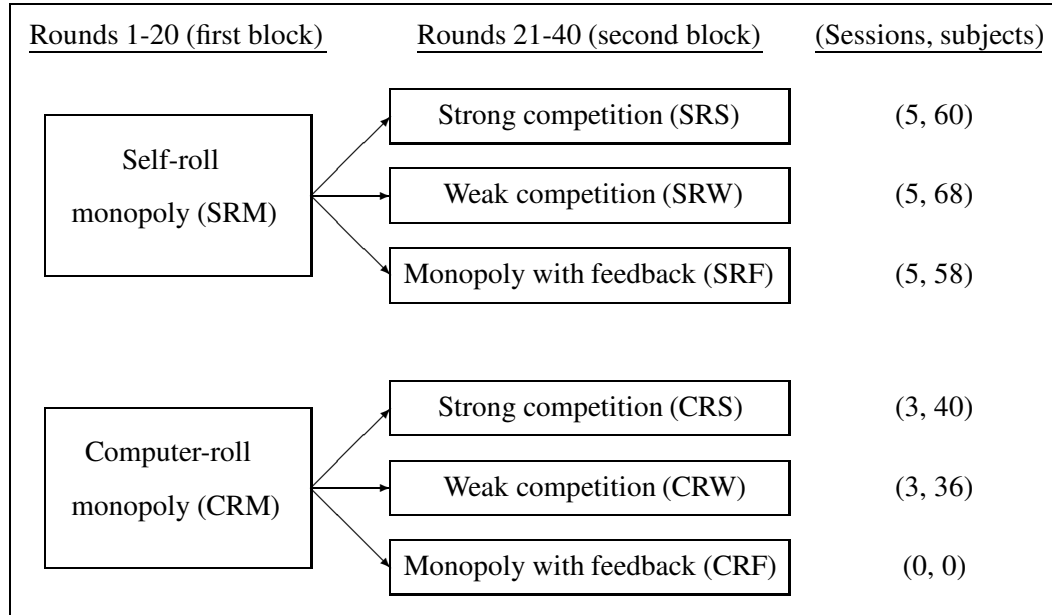 Rounds 1-20 (first block) Rounds 21-40 (second block) (Sessions, subjects)
Strong competition (SRS) (5, 60)
Self-roll
monopoly (SRM)
Weak competition (SRW) (5, 68)
Monopoly with feedback (SRF) (5, 58)
Strong competition (CRS) (3, 40)
Computer-roll
monopoly (CRM)
Weak competition (CRW) (3, 36)
Monopoly with feedback (CRF) (0, 0)